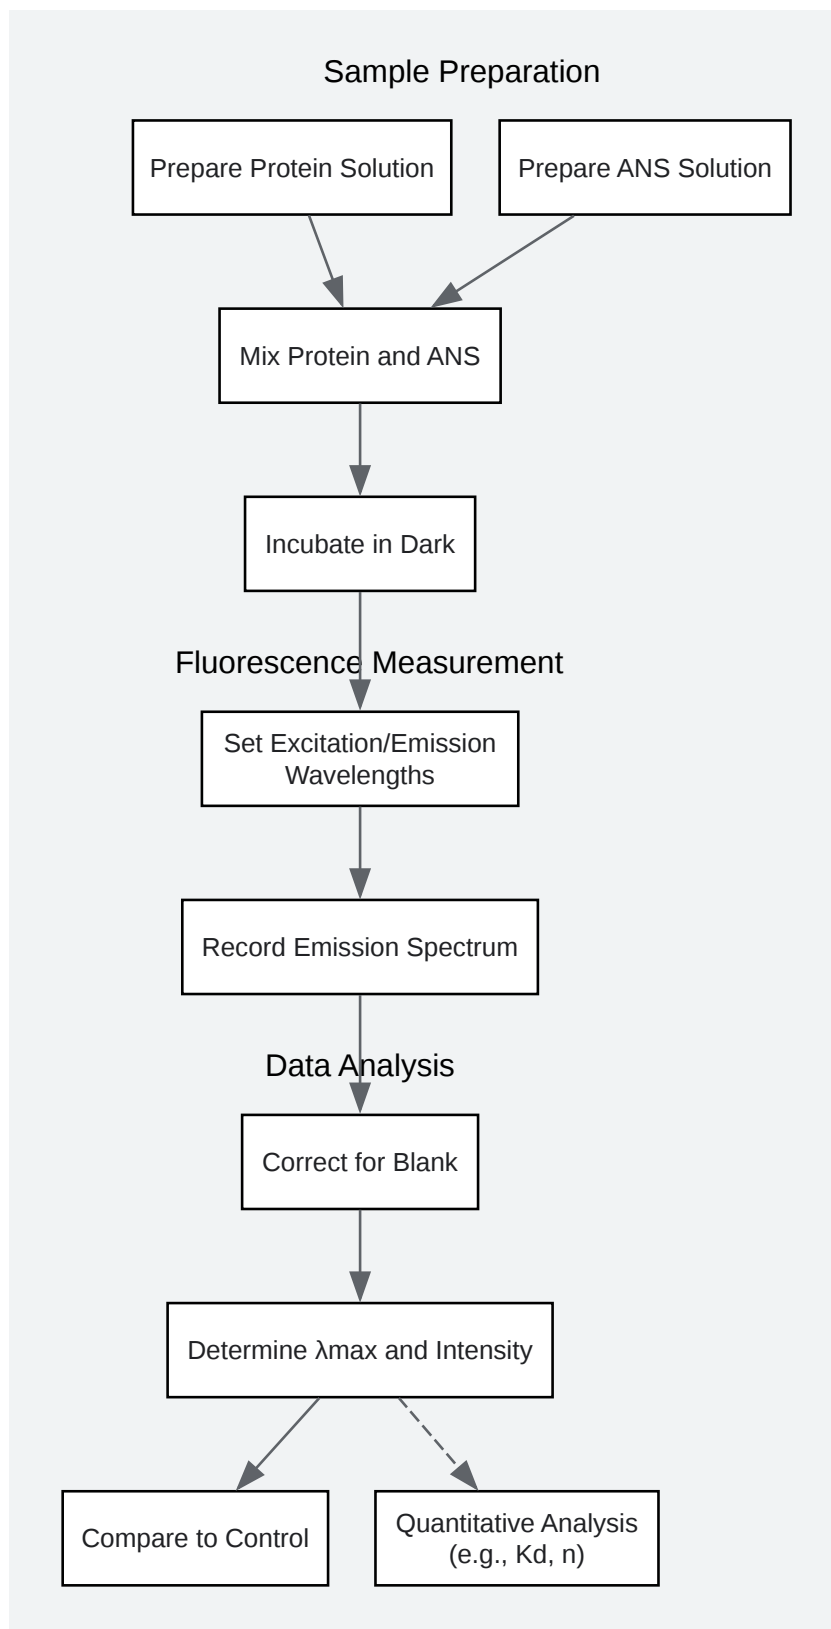 Sample Preparation
Prepare Protein Solution
Prepare ANS Solution
Mix Protein and ANS
Incubate in Dark
Fluorescence Measurement
Set Excitation/Emission
Wavelengths
Record Emission Spectrum
Data Analysis
Correct for Blank
Determine λmax and Intensity
Compare to Control
Quantitative Analysis
(e.g., Kd, n)